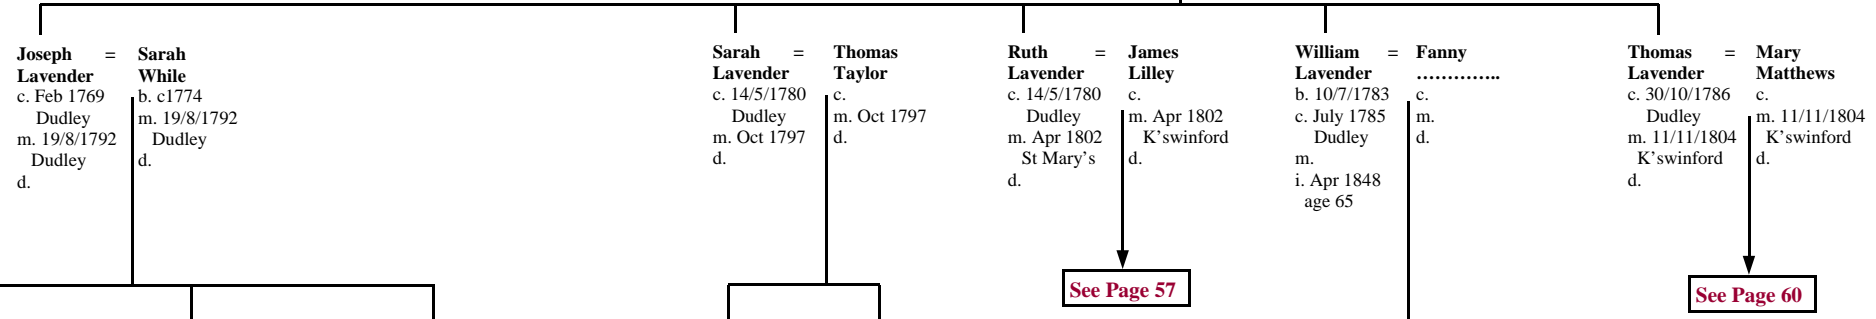 Joseph = Sarah
Lavender While
c. Feb 1769 b. c1774
Dudley m. 19/8/1792
m. 19/8/1792 Dudley
Dudley d.
d.
Sarah = Thomas
Lavender Taylor
c. 14/5/1780 c.
Dudley m. Oct 1797
m. Oct 1797 d.
d.
Ruth = James
Lavender Lilley
c. 14/5/1780 c.
Dudley m. Apr 1802
m. Apr 1802 K’swinford
St Mary’s d.
d.
See Page 57
William = Fanny
Lavender …………..
b. 10/7/1783 c.
c. July 1785 m.
Dudley d.
m.
i. Apr 1848
age 65
Thomas = Mary
Lavender Matthews
c. 30/10/1786 c.
Dudley m. 11/11/1804
m. 11/11/1804 K’swinford
K’swinford d.
d.
See Page 60